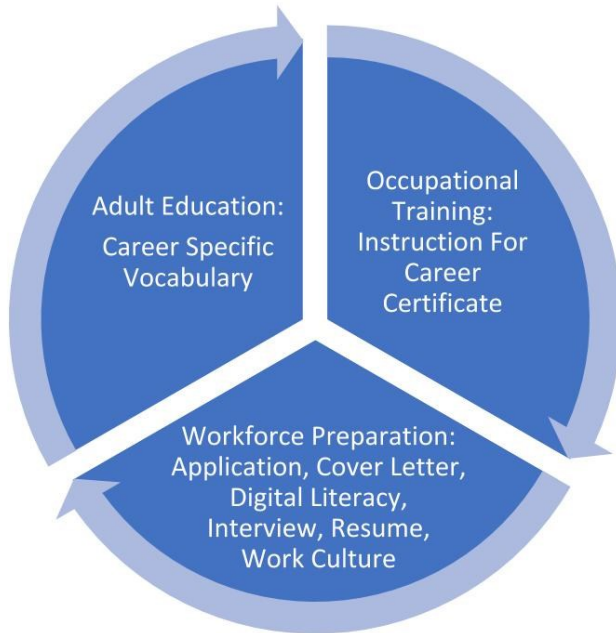 Adult Education:
Career Specific
Vocabulary
Occupational
Training:
Instruction For
Career
Certificate
Workforce Preparation:
Application, Cover Letter,
Digital Literacy,
Interview, Resume,
Work Culture